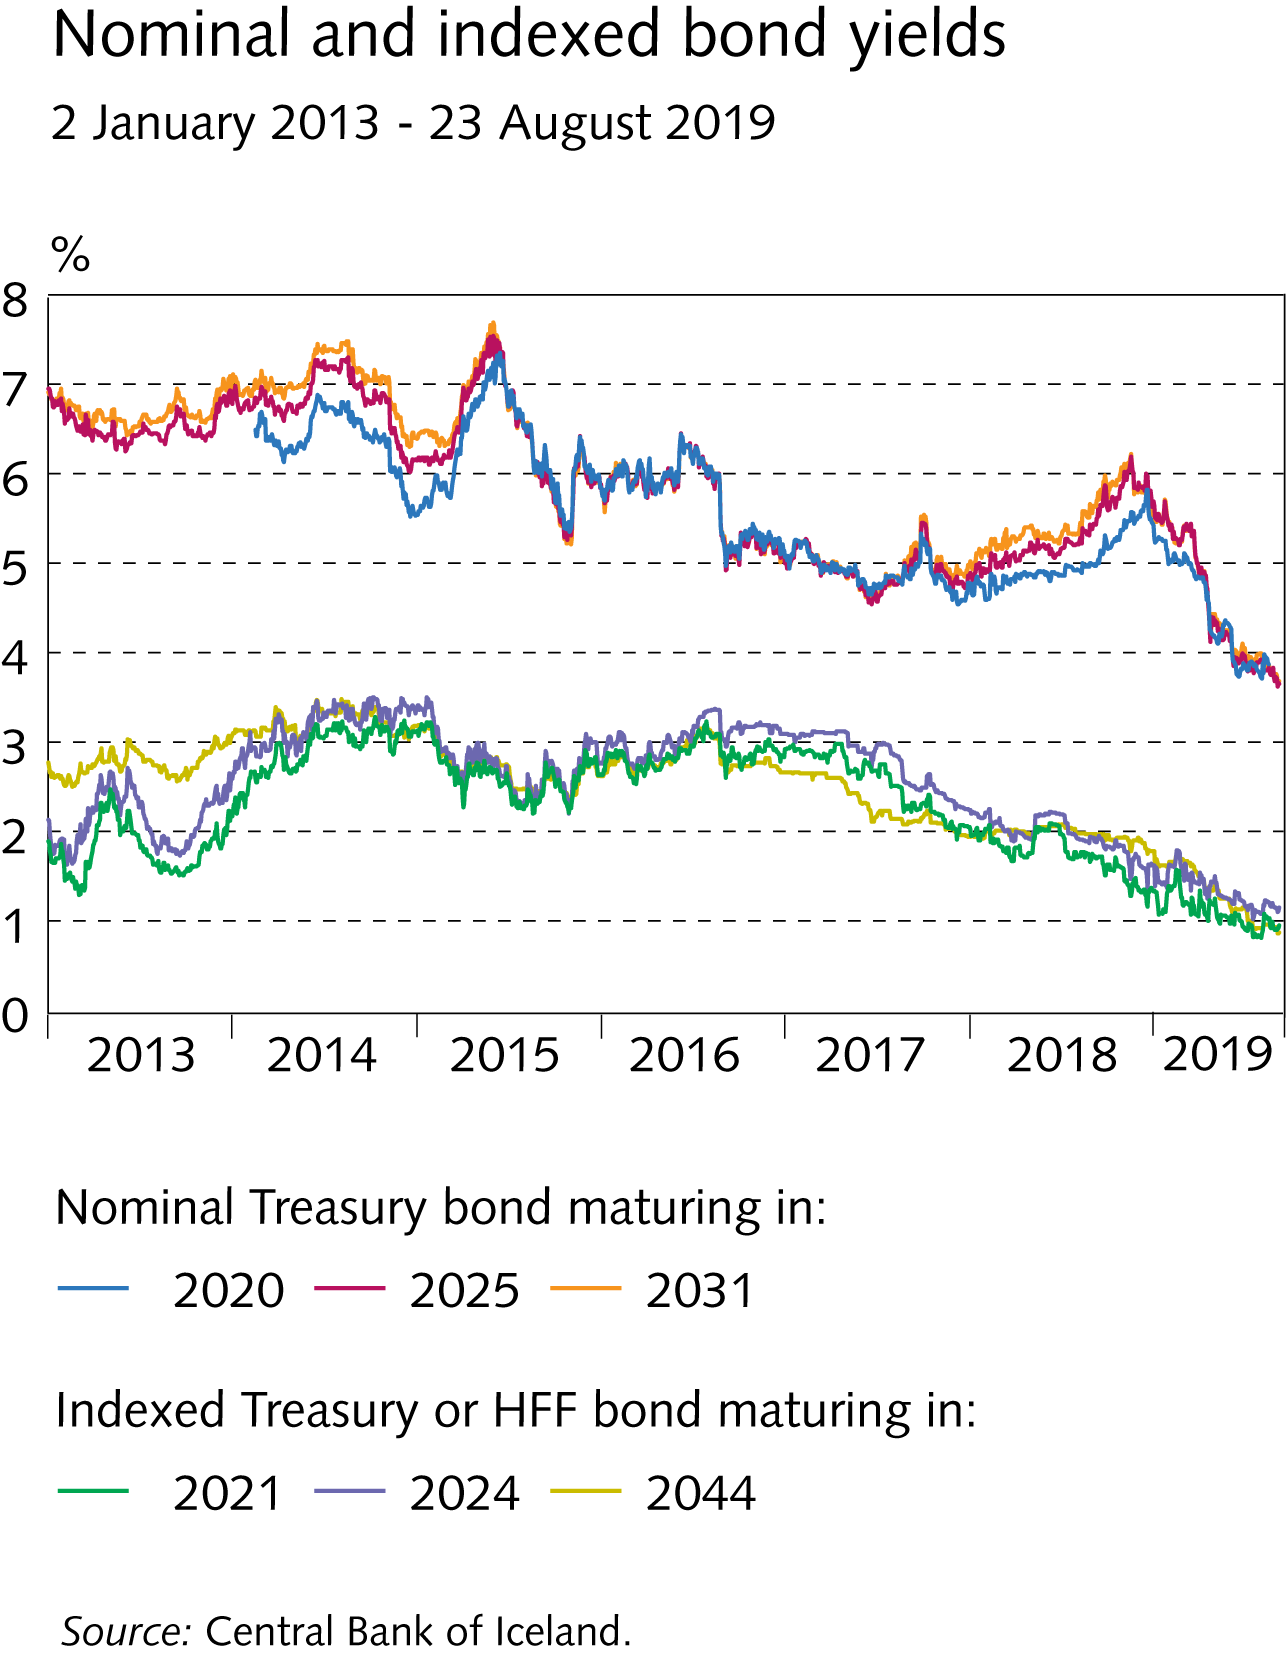 Nominal and indexed bond yields
2 January 2013 - 23 August 2019
%
8
7
6
5
4
3
2
1
0
2013 2014 2015 2016 2017 2018 2019
Nominal Treasury bond maturing in:
2020 2025 2031
Indexed Treasury or HFF bond maturing in:
2021 2024 2044
Source: Central Bank of Iceland.